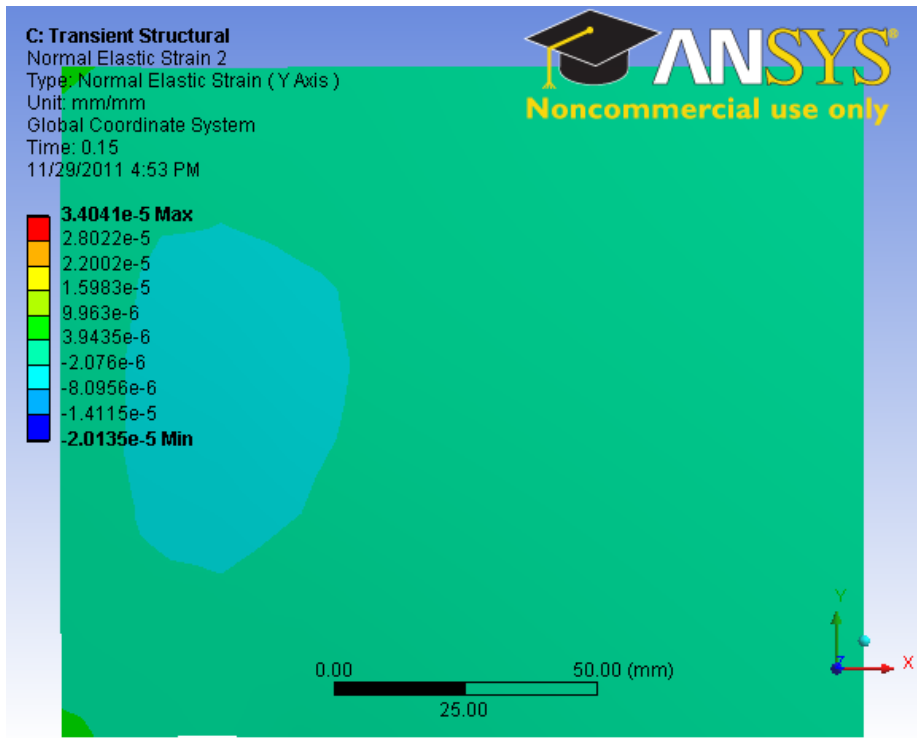 C: Transient Structural
Normal Elastic Strain 2
Type: Normal Elastic Strain ( Y Axis )
Unit: mm/mm
Global Coordinate System
Time: 0.15
11/29/2011 4:53 PM
ANSYS®
Noncommercial use only
3.4041e-5 Max
2.8022e-5
2.2002e-5
1.5983e-5
9.963e-6
3.9435e-6
-2.076e-6
-8.0956e-6
-1.4115e-5
-2.0135e-5 Min
0.00
50.00 (mm)
25.00
Y
Z
X